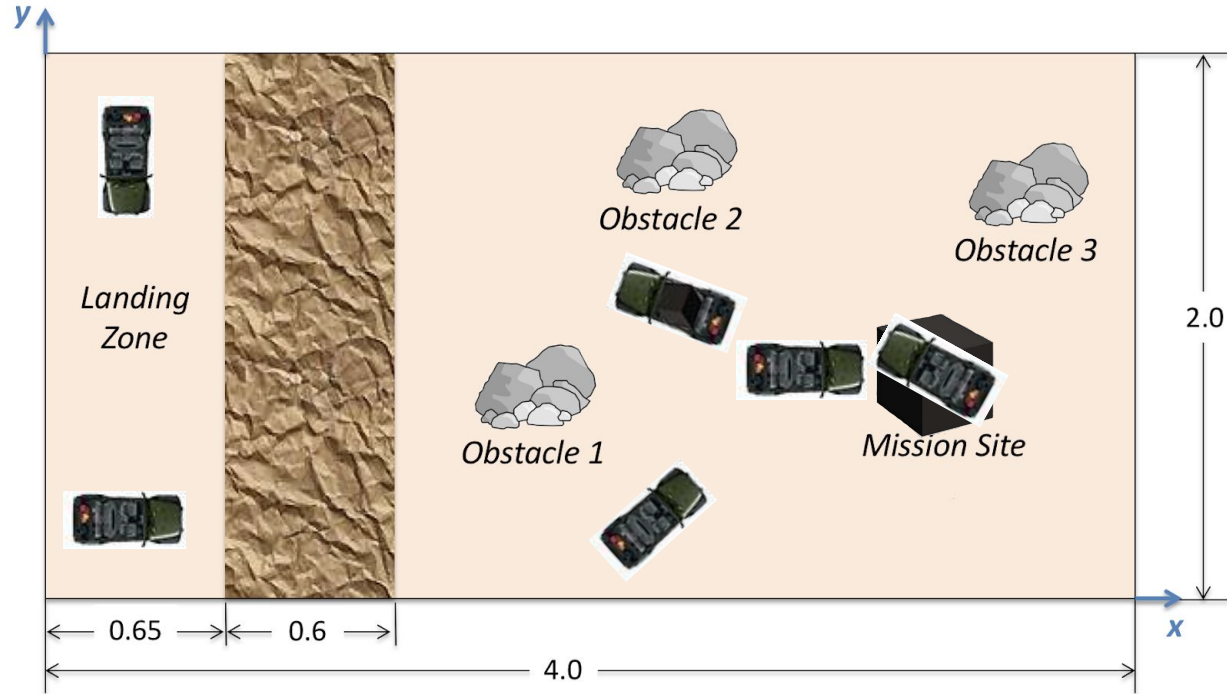 y
Obstacle 2
Obstacle 3
Landing
Zone
2.0
Obstacle 1
Mission Site
0.65
0.6
x
4.0